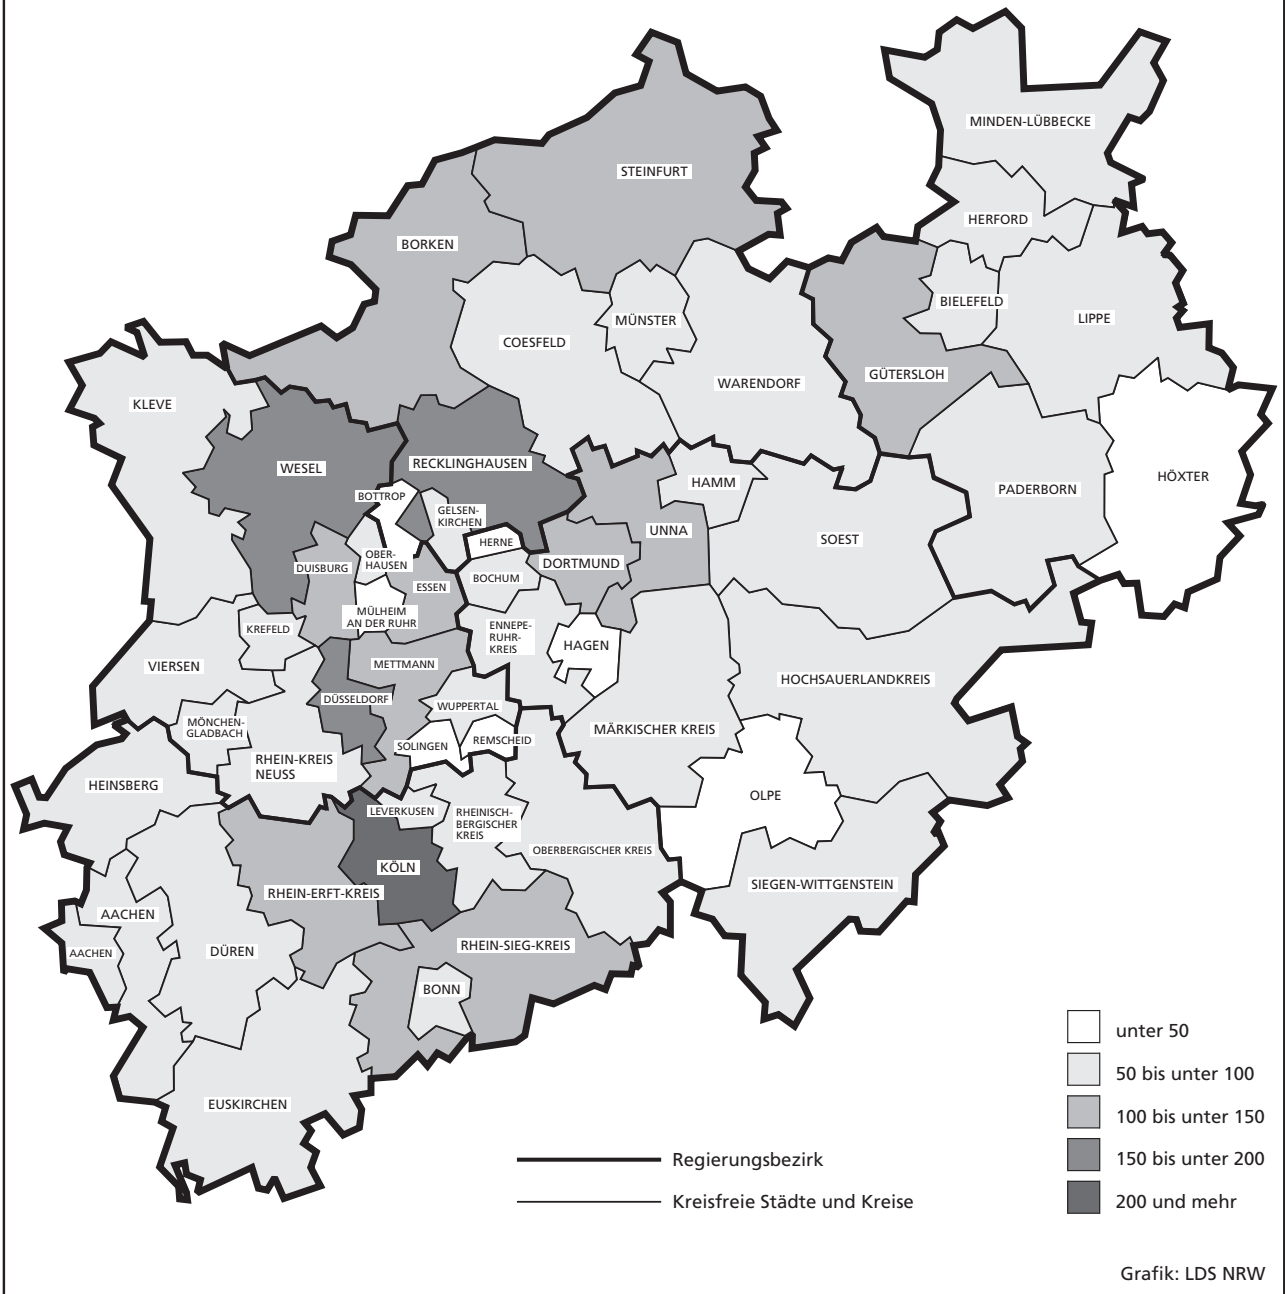 MINDEN-LÜBBECKE
STEINFURT
HERFORD
BORKEN
BIELEFELD
LIPPE
MÜNSTER
COESFELD
GÜTERSLOH
WARENDORF
KLEVE
WESEL
RECKLINGHAUSEN
HÖXTER
HAMM
PADERBORN
BOTTROP
GELSEN-
KIRCHEN
UNNA
SOEST
HERNE
OBER-
HAUSEN
DORTMUND
DUISBURG
BOCHUM
ESSEN
MÜLHEIM
AN DER RUHR
KREFELD
ENNEPE-
RUHR-
KREIS
HAGEN
VIERSEN
METTMANN
HOCHSAUERLANDKREIS
DÜSSELDORF
WUPPERTAL
MÖNCHEN-
GLADBACH
MÄRKISCHER KREIS
SOLINGEN
REMSCHEID
RHEIN-KREIS
NEUSS
HEINSBERG
OLPE
LEVERKUSEN
RHEINISCH-
BERGISCHER
KREIS
OBERBERGISCHER KREIS
KÖLN
SIEGEN-WITTGENSTEIN
RHEIN-ERFT-KREIS
AACHEN
RHEIN-SIEG-KREIS
DÜREN
AACHEN
BONN
EUSKIRCHEN
unter 50
50 bis unter 100
100 bis unter 150
150 bis unter 200
200 und mehr
Regierungsbezirk
Kreisfreie Städte und Kreise
Grafik: LDS NRW